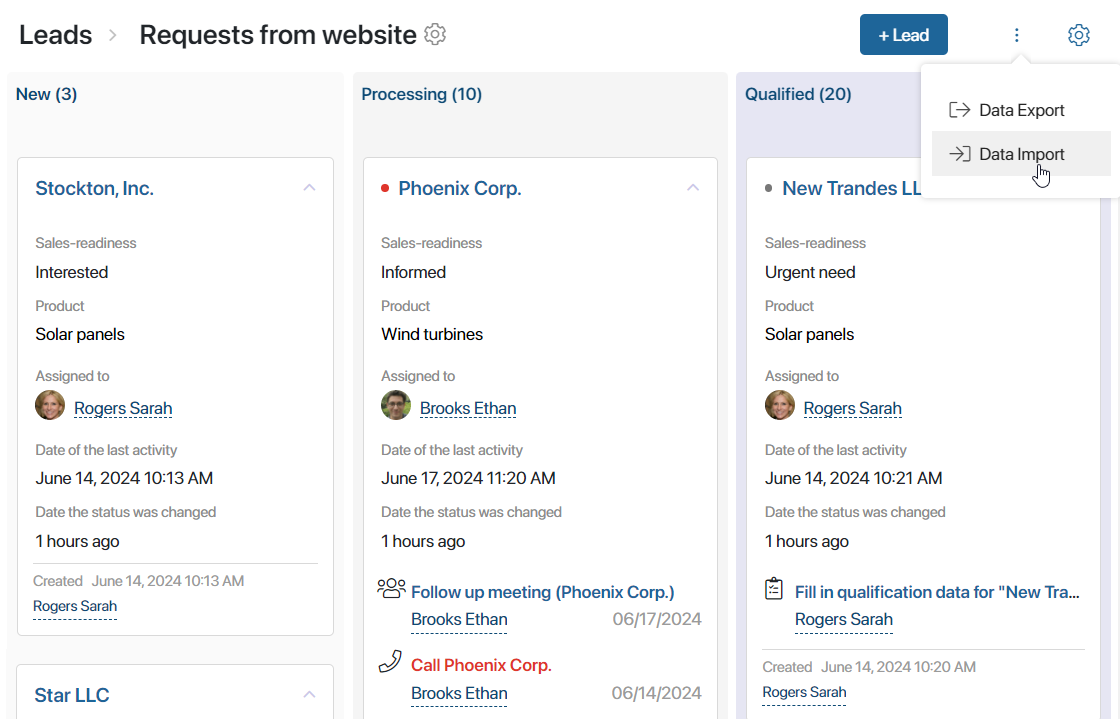 Leads
Requests from website
+ Lead
Data Export
Data Import
New (3)
Stockton, Inc.
Sales-readiness
Interested
Product
Solar panels
Assigned to
Rogers Sarah
Date of the last activity
June 14, 2024 10:13 AM
Date the status was changed
1 hours ago
Created June 14, 2024 10:13 AM
Rogers Sarah
Star LLC
Processing (10)
Phoenix Corp.
Sales-readiness
Informed
Product
Wind turbines
Assigned to
Brooks Ethan
Date of the last activity
June 17, 2024 11:20 AM
Date the status was changed
1 hours ago
Follow up meeting (Phoenix Corp.)
Brooks Ethan 06/17/2024
Call Phoenix Corp.
Brooks Ethan 06/14/2024
Qualified (20)
New Trandes LL
Sales-readiness
Urgent need
Product
Solar panels
Assigned to
Rogers Sarah
Date of the last activity
June 14, 2024 10:21 AM
Date the status was changed
1 hours ago
Fill in qualification data for "New Tra...
Rogers Sarah
Created June 14, 2024 10:20 AM
Rogers Sarah